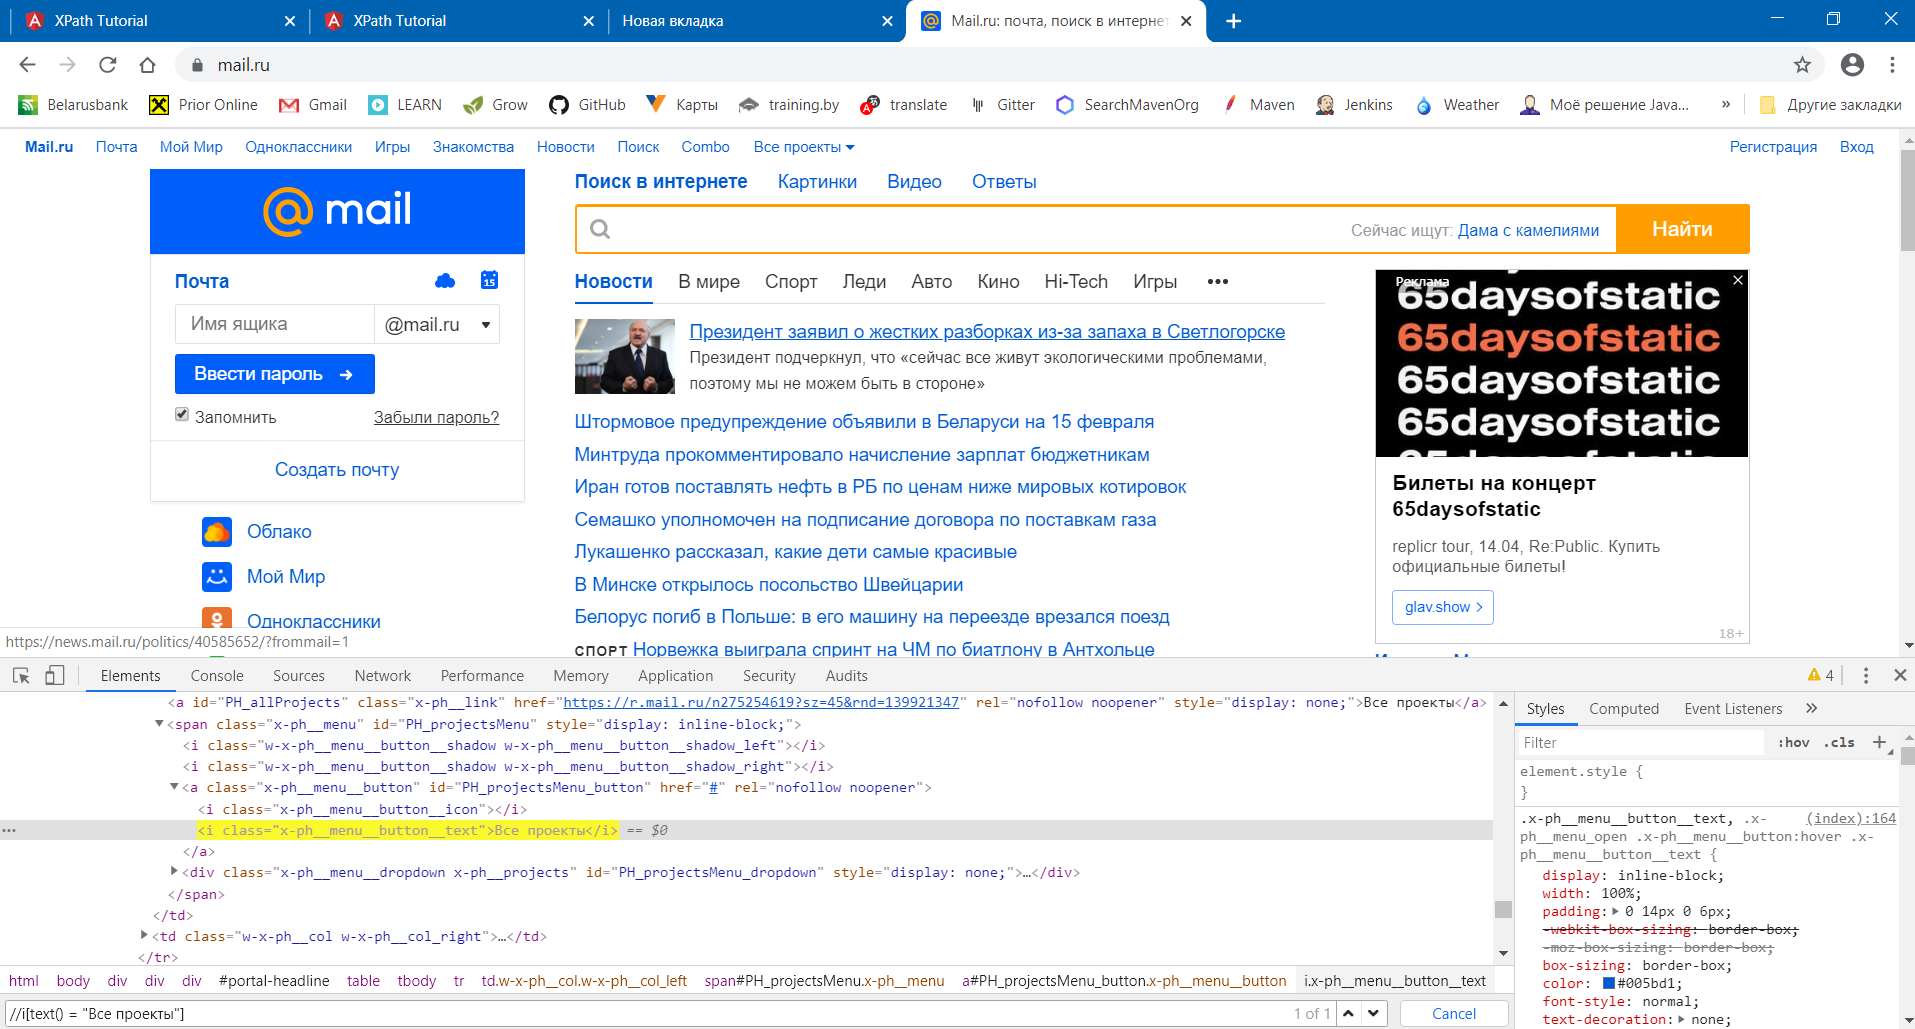 XPath Tutorial
XPath Tutorial
Новая вкладка
Mail.ru: почта, поиск в интернет
mail.ru
Belarusbank
Prior Online
Gmail
LEARN
Grow
GitHub
Карты
training.by
translate
Gitter
SearchMavenOrg
Maven
Jenkins
Weather
Моё решение Java...
»
Другие закладки
Mail.ru
Почта
Мой Мир
Одноклассники
Игры
Знакомства
Новости
Поиск
Combo
Все проекты
Регистрация
Вход
@mail
Почта
15
Имя ящика
@mail.ru
Ввести пароль →
Запомнить
Забыли пароль?
Создать почту
Облако
Мой Мир
Одноклассники
https://news.mail.ru/politics/40585652/?frommail=1
Поиск в интернете
Картинки
Видео
Ответы
Сейчас ищут: Дама с камелиями
Найти
Новости
В мире
Спорт
Леди
Авто
Кино
Hi-Tech
Игры
•••
Президент заявил о жестких разборках из-за запаха в Светлогорске
Президент подчеркнул, что «сейчас все живут экологическими проблемами,
поэтому мы не можем быть в стороне»
Штормовое предупреждение объявили в Беларуси на 15 февраля
Минтруда прокомментировало начисление зарплат бюджетникам
Иран готов поставлять нефть в РБ по ценам ниже мировых котировок
Семашко уполномочен на подписание договора по поставкам газа
Лукашенко рассказал, какие дети самые красивые
В Минске открылось посольство Швейцарии
Белорус погиб в Польше: в его машину на переезде врезался поезд
СПОРТ Норвежка выиграла спринт на ЧМ по биатлону в Антхольце
Реклама
65daysofstatic
65daysofstatic
65daysofstatic
65daysofstatic
Билеты на концерт
65daysofstatic
replicr tour, 14.04, Re:Public. Купить
официальные билеты!
glav.show >
18+
Elements
Console
Sources
Network
Performance
Memory
Application
Security
Audits
4
<a id="PH_allProjects" class="x-ph__link" href="https://r.mail.ru/n275254619?sz=45&rnd=139921347" rel="nofollow noopener" style="display: none;">Все проекты</a>
<span class="x-ph__menu" id="PH_projectsMenu" style="display: inline-block;">
<i class="w-x-ph__menu__button__shadow w-x-ph__menu__button__shadow_left"></i>
<i class="w-x-ph__menu__button__shadow w-x-ph__menu__button__shadow_right"></i>
<a class="x-ph__menu__button" id="PH_projectsMenu_button" href="#" rel="nofollow noopener">
<i class="x-ph__menu__button__icon"></i>
<i class="x-ph__menu__button__text">Все проекты</i> == $0
</a>
<div class="x-ph__menu__dropdown x-ph__projects" id="PH_projectsMenu_dropdown" style="display: none;">…</div>
</span>
</td>
<td class="w-x-ph__col w-x-ph__col_right">…</td>
</tr>
html body div div div #portal-headline table tbody tr td.w-x-ph__col.w-x-ph__col_left span#PH_projectsMenu.x-ph__menu a#PH_projectsMenu_button.x-ph__menu__button i.x-ph__menu__button__text
//i[text() = "Все проекты"]
1 of 1
Cancel
Styles
Computed
Event Listeners
»
Filter
:hov
.cls
+
element.style {
}
.x-ph__menu__button__text, .x-
(index):164
ph__menu_open .x-ph__menu__button:hover .x-
ph__menu__button__text {
display: inline-block;
width: 100%;
padding: 0 14px 0 6px;
-webkit-box-sizing: border-box;
-moz-box-sizing: border-box;
box-sizing: border-box;
color: #005bd1;
font-style: normal;
text-decoration: none;